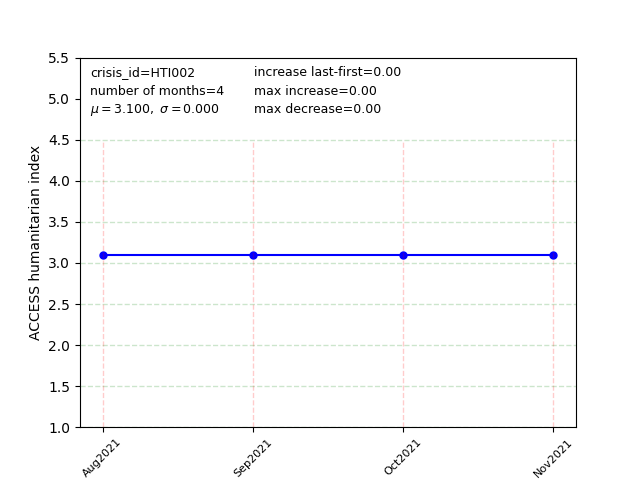 crisis_id=HTI002
number of months=4
μ = 3.100, σ = 0.000
increase last-first=0.00
max increase=0.00
max decrease=0.00
ACCESS humanitarian index
5.5
5.0
4.5
4.0
3.5
3.0
2.5
2.0
1.5
1.0
Aug2021
Sep2021
Oct2021
Nov2021